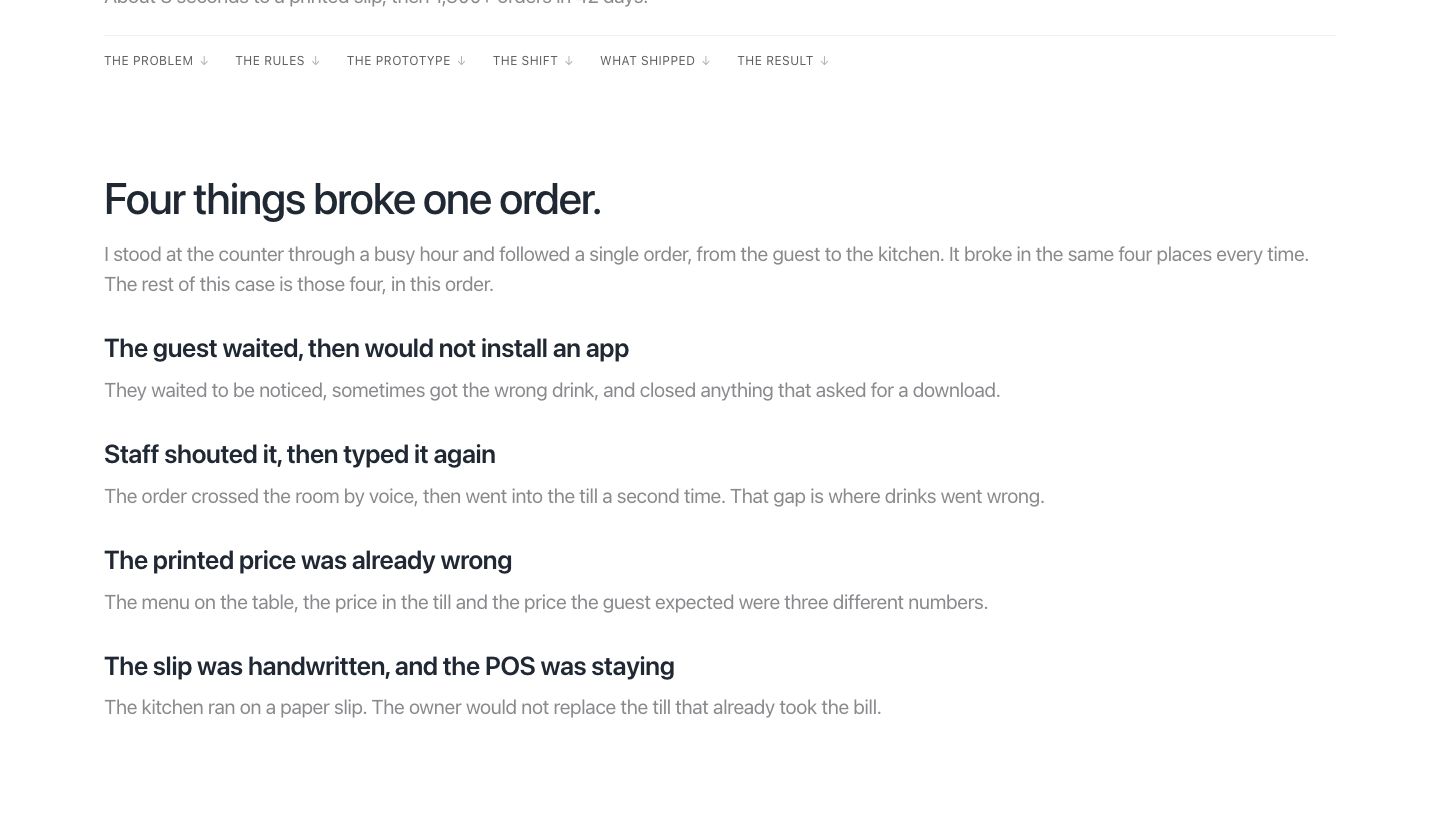 THE PROBLEM ↓ THE RULES ↓ THE PROTOTYPE ↓ THE SHIFT ↓ WHAT SHIPPED ↓ THE RESULT ↓
Four things broke one order.
I stood at the counter through a busy hour and followed a single order, from the guest to the kitchen. It broke in the same four places every time.
The rest of this case is those four, in this order.
The guest waited, then would not install an app
They waited to be noticed, sometimes got the wrong drink, and closed anything that asked for a download.
Staff shouted it, then typed it again
The order crossed the room by voice, then went into the till a second time. That gap is where drinks went wrong.
The printed price was already wrong
The menu on the table, the price in the till and the price the guest expected were three different numbers.
The slip was handwritten, and the POS was staying
The kitchen ran on a paper slip. The owner would not replace the till that already took the bill.